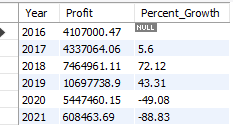 Year Profit Percent_Growth
2016 4107000.47 NULL
2017 4337064.06 5.6
2018 7464961.11 72.12
2019 10697738.9 43.31
2020 5447460.15 -49.08
2021 608463.69 -88.83